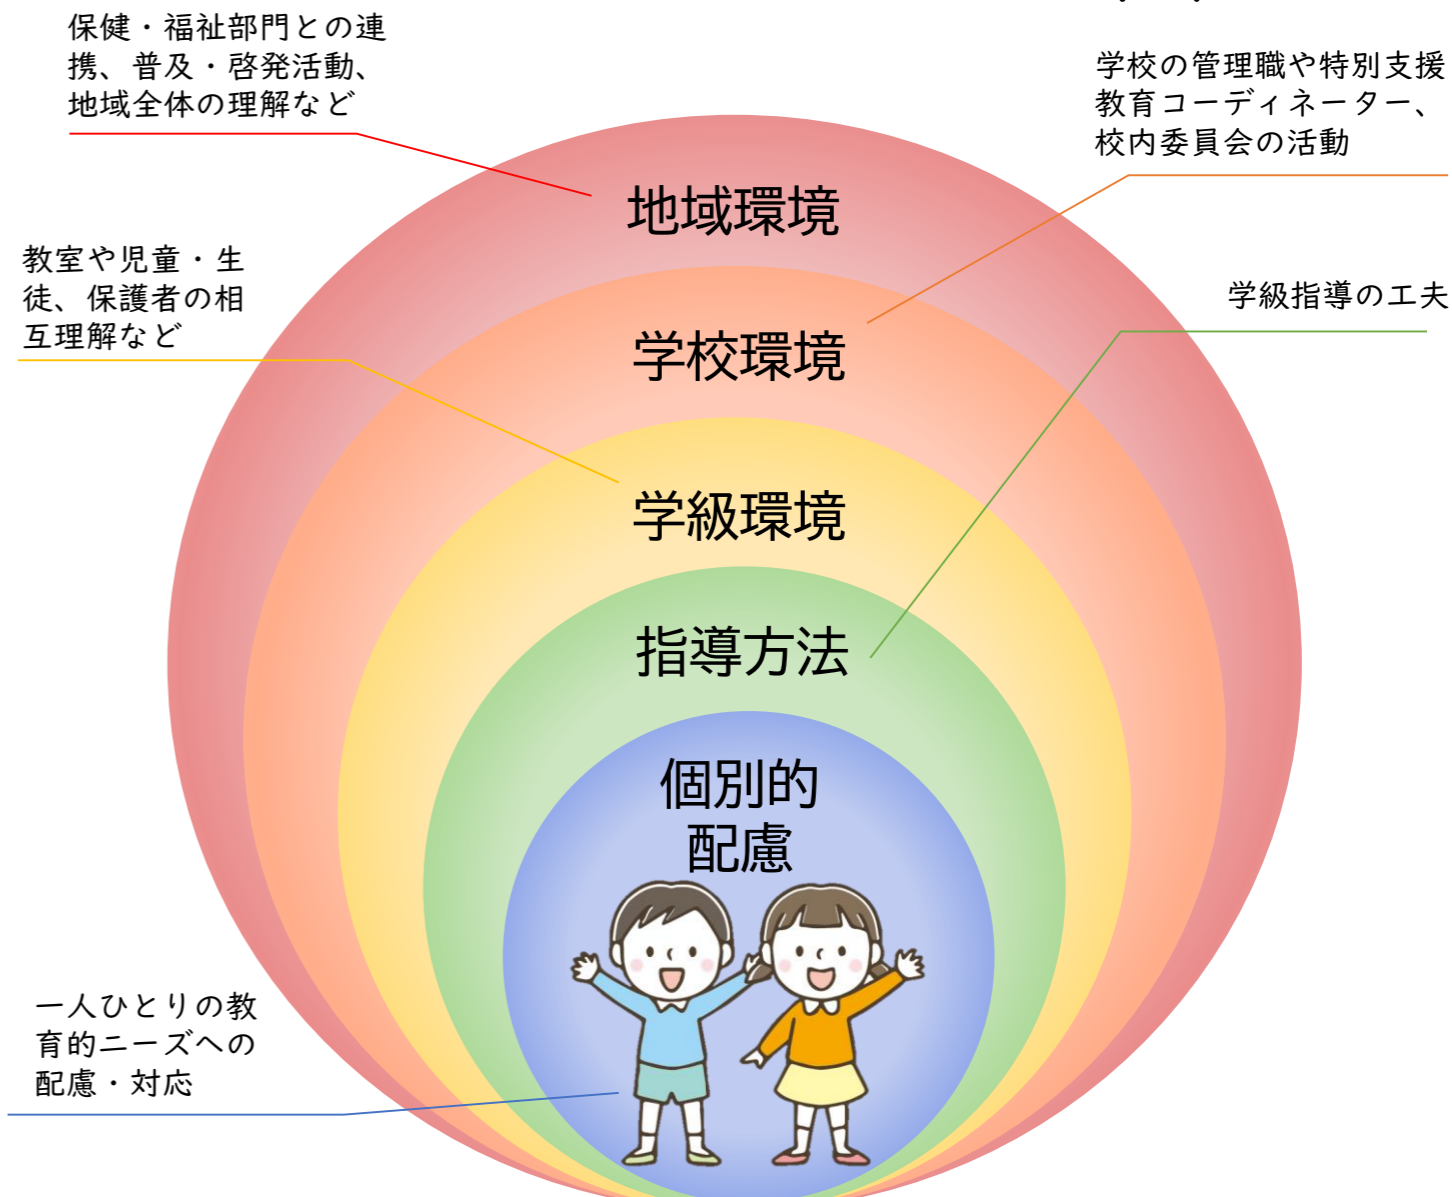 保健・福祉部門との連
携、普及・啓発活動、
地域全体の理解など
学校の管理職や特別支援
教育コーディネーター、
校内委員会の活動
地域環境
教室や児童・生
徒、保護者の相
互理解など
学級指導の工夫
学校環境
学級環境
指導方法
個別的
配慮
一人ひとりの教
育的ニーズへの
配慮・対応